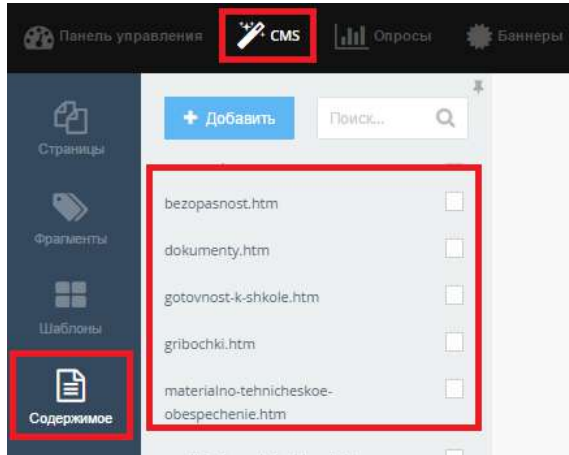 Панель управления CMS Опросы Баннеры
Страницы
+ Добавить Поиск...
bezopasnost.htm
Фрагменты
dokumenty.htm
gotovnost-k-shkole.htm
Шаблоны
gribochki.htm
Содержимое
materialno-tehnicheskoe-
obespechenie.htm